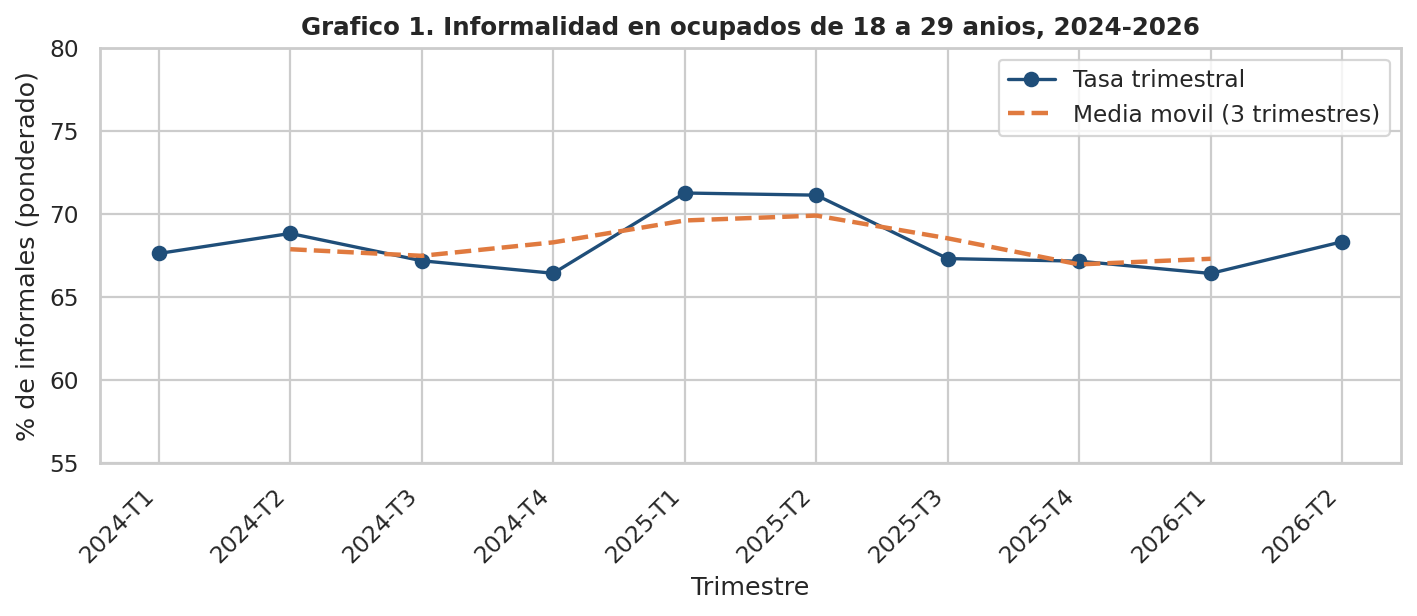 Grafico 1. Informalidad en ocupados de 18 a 29 anios, 2024-2026
% de informales (ponderado)
80
75
70
65
60
55
Tasa trimestral
Media movil (3 trimestres)
2024-T1
2024-T2
2024-T3
2024-T4
2025-T1
2025-T2
2025-T3
2025-T4
2026-T1
2026-T2
Trimestre